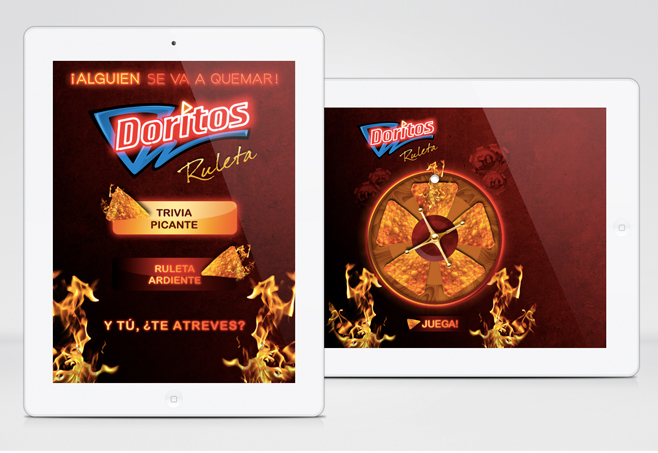 ¡ALGUIEN SE VA A QUEMAR!
Doritos
Ruleta
TRIVIA
PICANTE
RULETA
ARDIENTE
Y TÚ, ¿TE ATREVES?
Doritos
Ruleta
¡JUEGA!